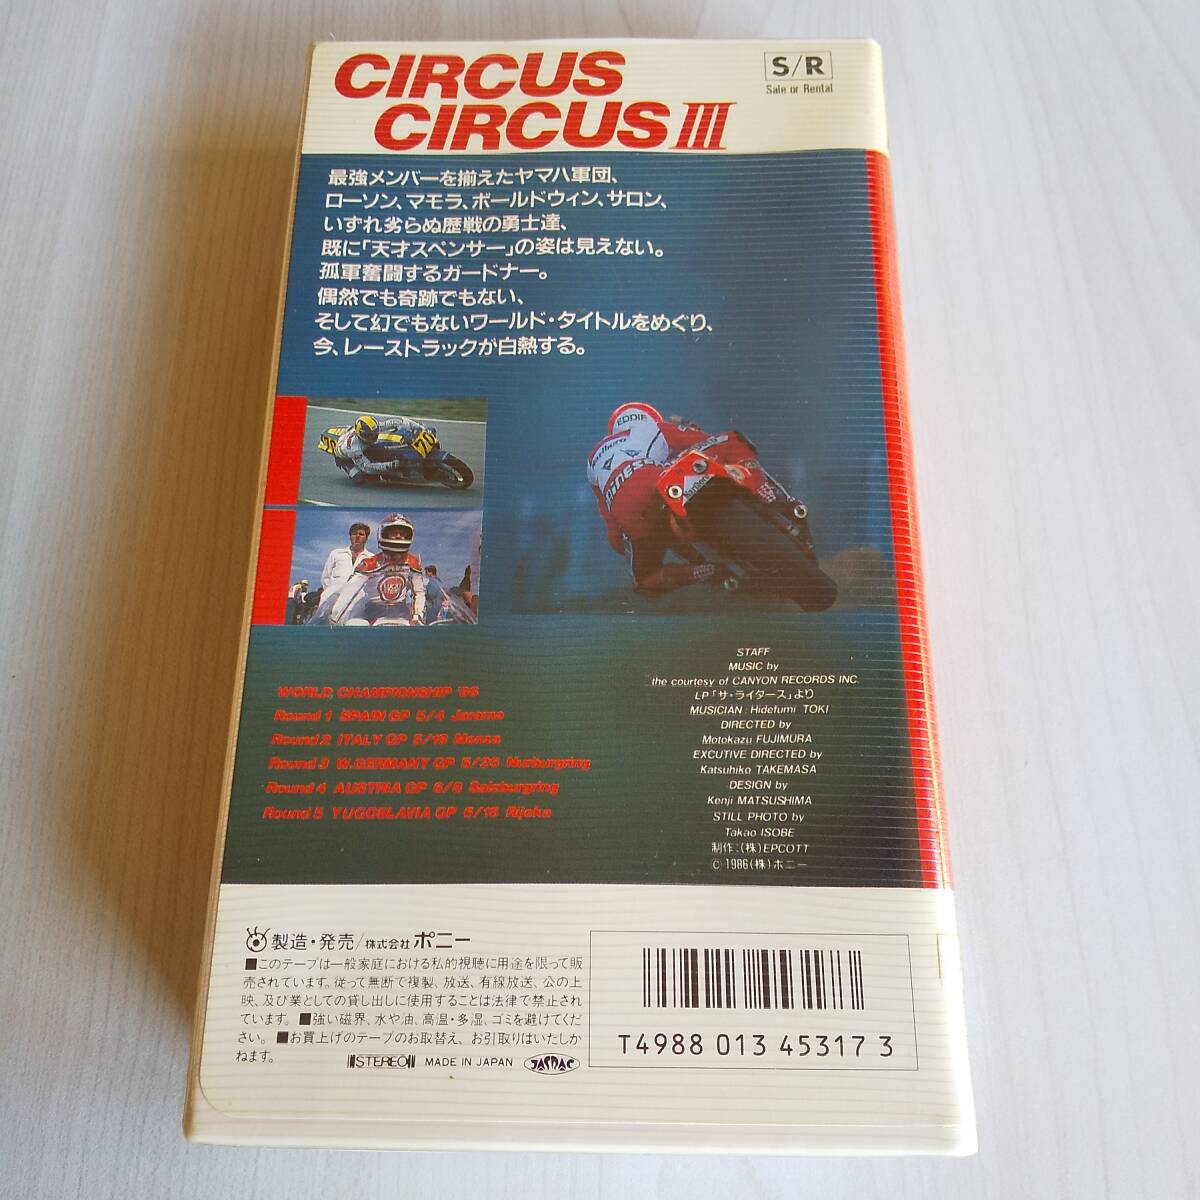 CIRCUS
CIRCUS III
S/R
Sale or Rental
最強メンバーを揃えたヤマハ軍団、
ローソン、マモラ、ボールドウィン、サロン、
いずれ劣らぬ歴戦の勇士達、
既に「天才スペンサー」の姿は見えない。
孤軍奮闘するガードナー。
偶然でも奇跡でもない、
そして幻でもないワールド・タイトルをめぐり、
今、レーストラックが白熱する。
70
EDDIE
Marlboro
LUCKY
STRIKE
WORLD CHAMPIONSHIP '86
Round 1 SPAIN GP 5/4 Jarama
Round 2 ITALY GP 5/18 Monza
Round 3 W.GERMANY GP 5/25 Nurburgring
Round 4 AUSTRIA GP 6/8 Salzburgring
Round 5 YUGOSLAVIA GP 6/15 Rijeka
STAFF
MUSIC by
the courtesy of CANYON RECORDS INC.
LP「ザ・ライダース」より
MUSICIAN: Hidefumi TOKI
DIRECTED by
Motokazu FUJIMURA
EXCUTIVE DIRECTED by
Katsuhiko TAKEMASA
DESIGN by
Kenji MATSUSHIMA
STILL PHOTO by
Takao ISOBE
制作:(株)EPCOTT
©1986(株)ポニー
製造・発売/株式会社ポニー
■このテープは一般家庭における私的視聴に用途を限って販
売されています。従って無断で複製、放送、有線放送、公の上
映、及び業としての貸し出しに使用することは法律で禁止され
ています。■強い磁界、水や油、高温・多湿、ゴミを避けてくだ
さい。■お買上げのテープのお取替え、お引取りはいたしか
ねます。
STEREO MADE IN JAPAN JASRAC
T4988 013 45317 3